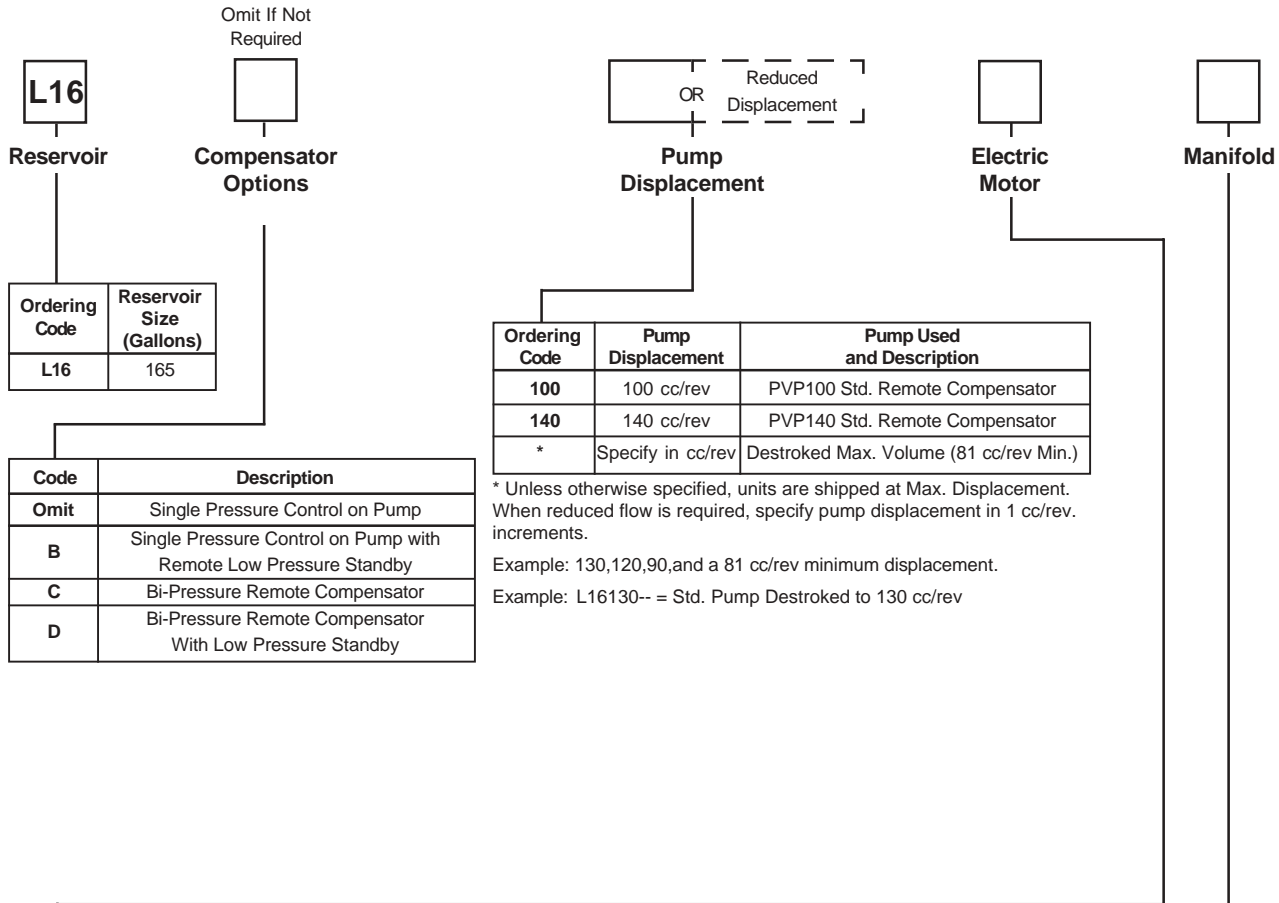 Omit If Not
Required
L16
OR
Reduced
Displacement
Reservoir
Compensator
Options
Pump
Displacement
Electric
Motor
Manifold
Ordering
Code
Reservoir
Size
(Gallons)
L16
165
Ordering
Code
Pump
Displacement
Pump Used
and Description
100
100 cc/rev
PVP100 Std. Remote Compensator
140
140 cc/rev
PVP140 Std. Remote Compensator
*
Specify in cc/rev
Destroked Max. Volume (81 cc/rev Min.)
* Unless otherwise specified, units are shipped at Max. Displacement.
When reduced flow is required, specify pump displacement in 1 cc/rev.
increments.
Example: 130,120,90,and a 81 cc/rev minimum displacement.
Example: L16130-- = Std. Pump Destroked to 130 cc/rev
Code
Description
Omit
Single Pressure Control on Pump
B
Single Pressure Control on Pump with
Remote Low Pressure Standby
C
Bi-Pressure Remote Compensator
D
Bi-Pressure Remote Compensator
With Low Pressure Standby